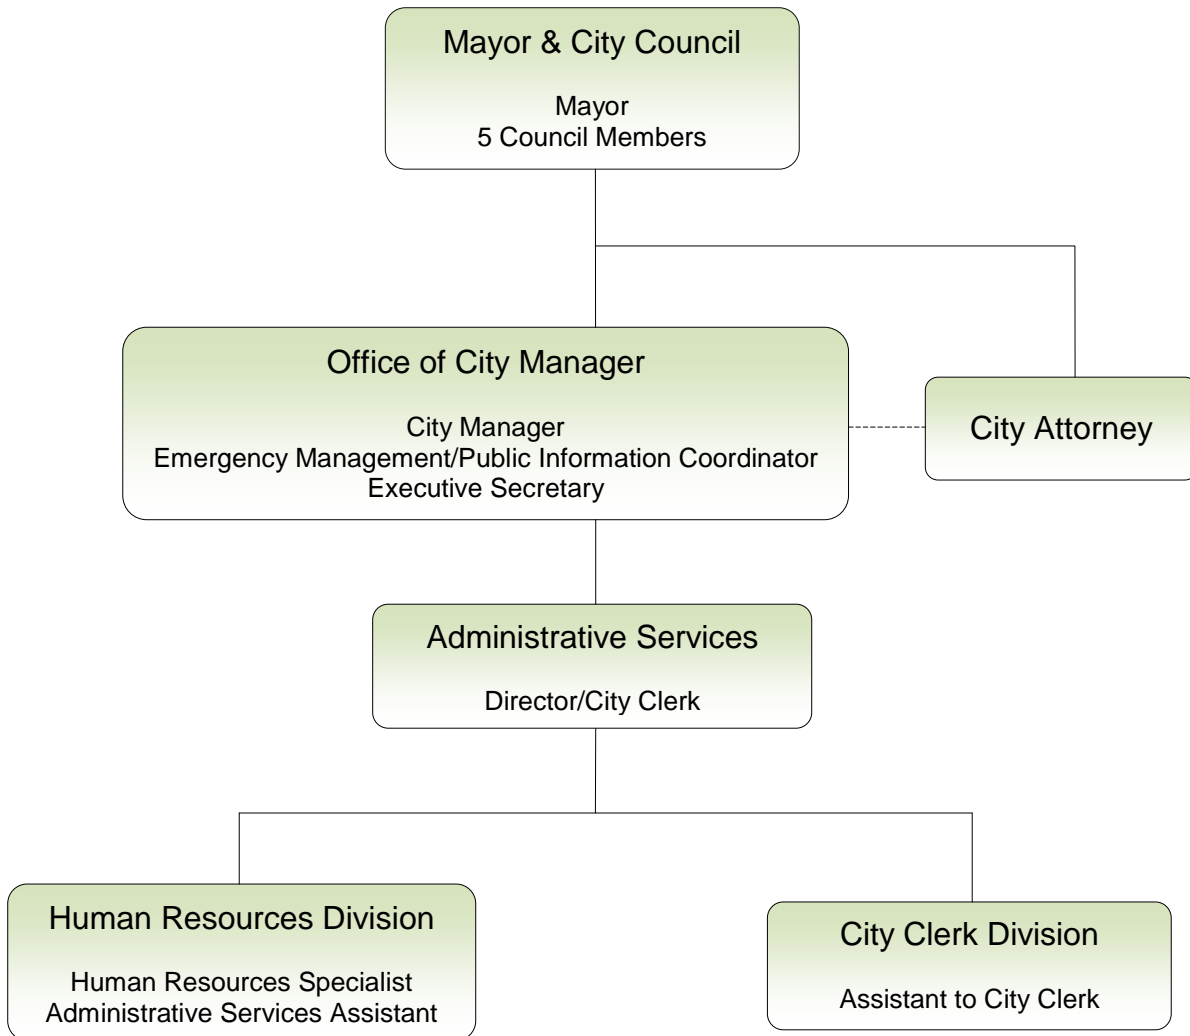 Mayor & City Council
Mayor
5 Council Members
Office of City Manager
City Manager
Emergency Management/Public Information Coordinator
Executive Secretary
City Attorney
Administrative Services
Director/City Clerk
Human Resources Division
Human Resources Specialist
Administrative Services Assistant
City Clerk Division
Assistant to City Clerk